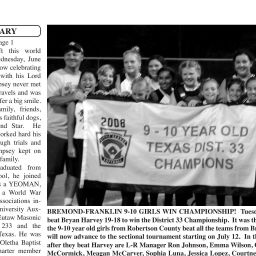 ARY
age 1
ft this world
dnesday, June
ow celebrating
with his Lord
psey never met
ravels and was
fer a big smile.
amily, friends,
s faithful dogs,
nd Star. He
orked hard his
ugh trials and
mpsey kept on
family.
raduated from
ool, he joined
s a YEOMAN,
a World War
ssociations in-
niversity Aux-
Eutaw Masonic
233 and the
Texas. He was
Oletha Baptist
arter member
2008
9 - 10 YEAR OLD
TEXAS DIST. 33
CHAMPIONS
BREMOND-FRANKLIN 9-10 GIRLS WIN CHAMPIONSHIP! Tues
beat Bryan Harvey 19-18 to win the District 33 Championship. It was th
the 9-10 year old girls from Robertson County beat all the teams from B
will now advance to the sectional tournament starting on July 12. In th
after they beat Harvey are L-R Manager Ron Johnson, Emma Wilson, C
McCormick, Meagan McCarver, Sophia Luna, Jessica Lopez, Courtne